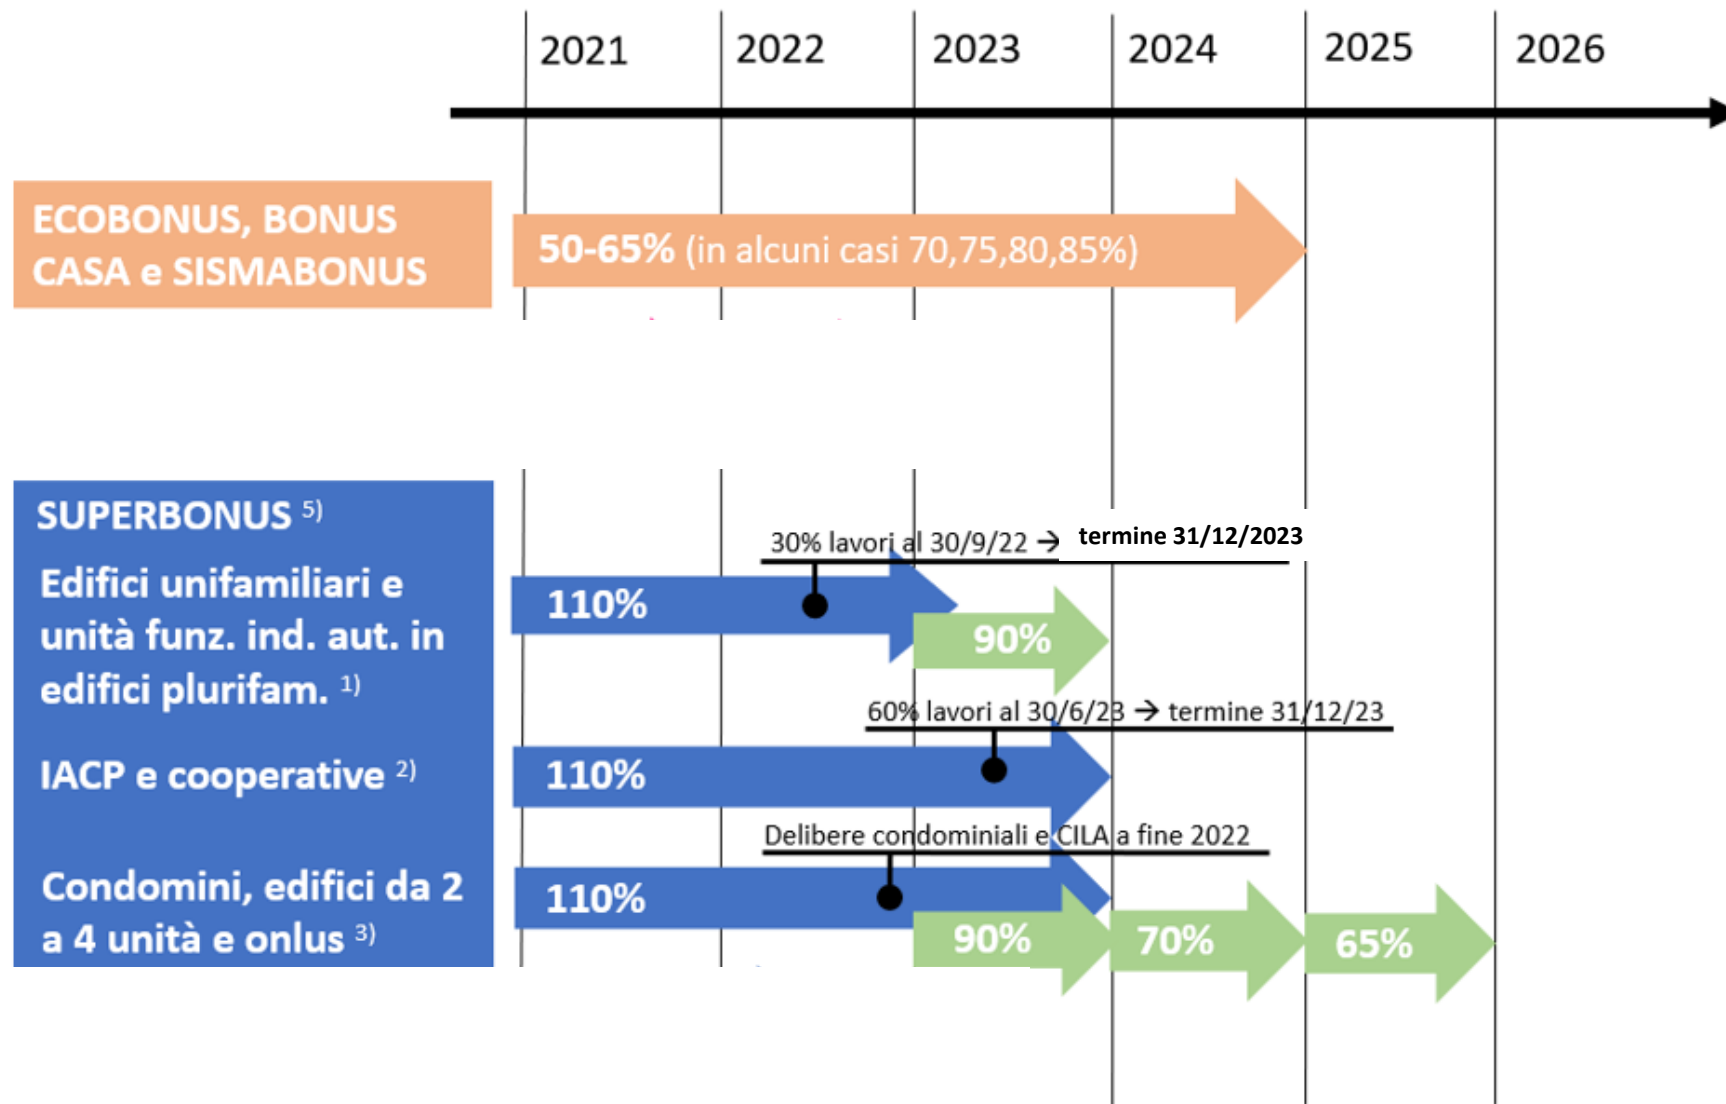 2021 2022 2023 2024 2025 2026
ECOBONUS, BONUS
CASA e SISMABONUS
50-65% (in alcuni casi 70,75,80,85%)
SUPERBONUS 5)
30% lavori al 30/9/22 → termine 31/12/2023
Edifici unifamiliari e
unità funz. ind. aut. in
edifici plurifam. 1)
110%
90%
60% lavori al 30/6/23 → termine 31/12/23
IACP e cooperative 2)
110%
Delibere condominiali e CILA a fine 2022
Condomini, edifici da 2
a 4 unità e onlus 3)
110%
90% 70% 65%